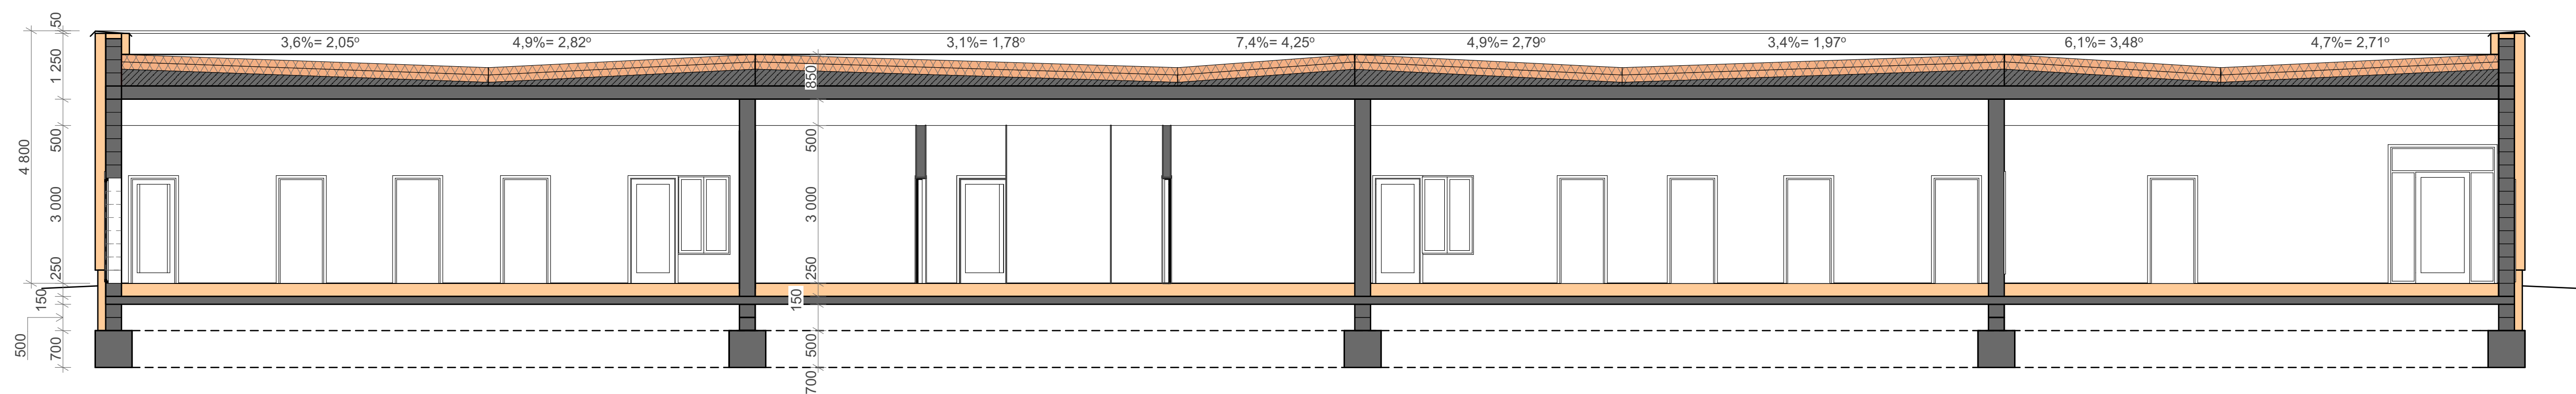 3,6%= 2,05º
4,9%= 2,82º
3,1%= 1,78º
7,4%= 4,25º
4,9%= 2,79º
3,4%= 1,97º
6,1%= 3,48º
4,7%= 2,71º
50
1 250
500
3 000
250
150
700
500
4 800
850
500
3 000
250
150
500
700